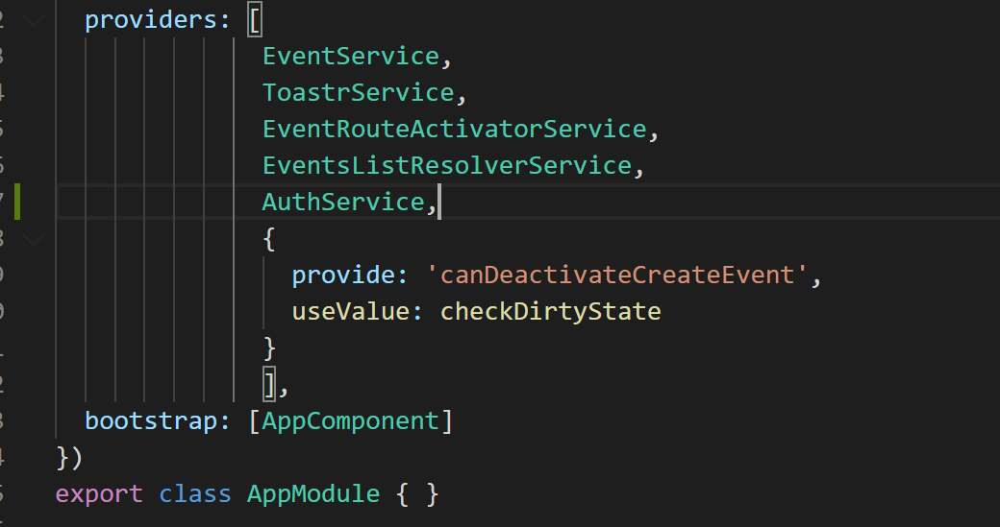 providers: [
EventService,
ToastrService,
EventRouteActivatorService,
EventsListResolverService,
AuthService,
{
provide: 'canDeactivateCreateEvent',
useValue: checkDirtyState
}
],
bootstrap: [AppComponent]
})
export class AppModule { }